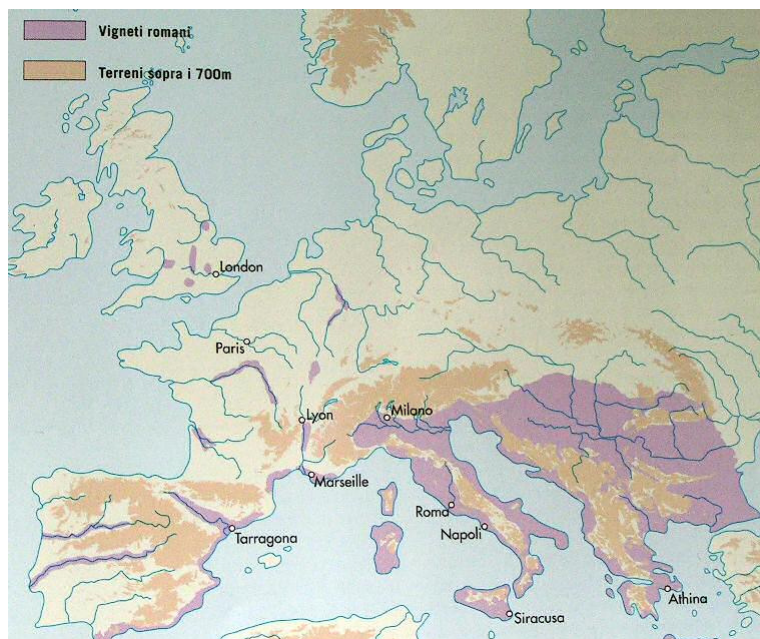 Vigneti romani
Terreni sopra i 700m
London
Paris
Lyon
Milano
Marseille
Roma
Tarragona
Napoli
Athina
Siracusa